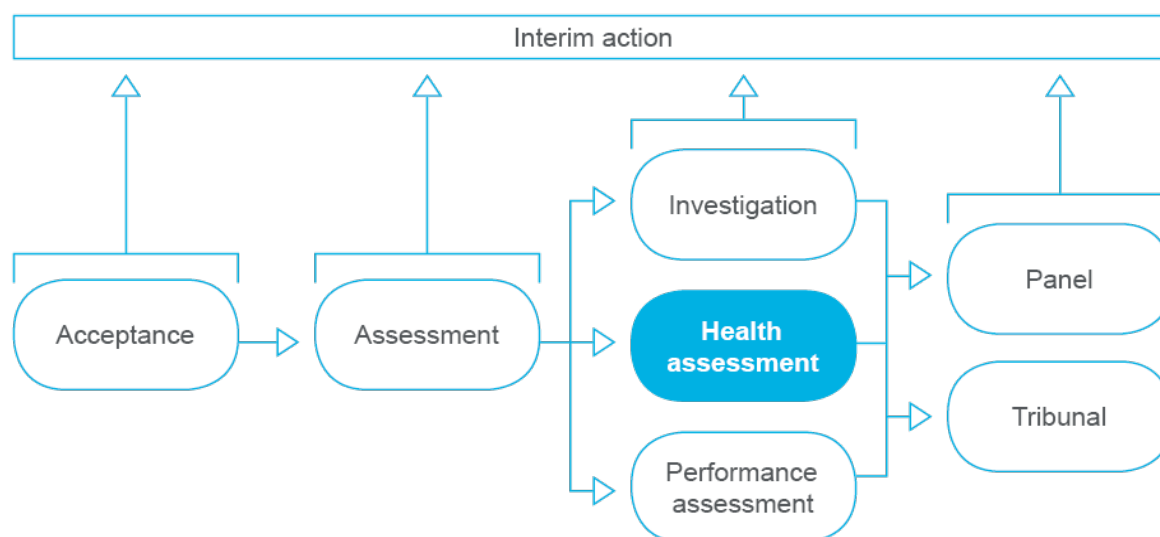 Interim action
Acceptance
Assessment
Investigation
Health
assessment
Performance
assessment
Panel
Tribunal